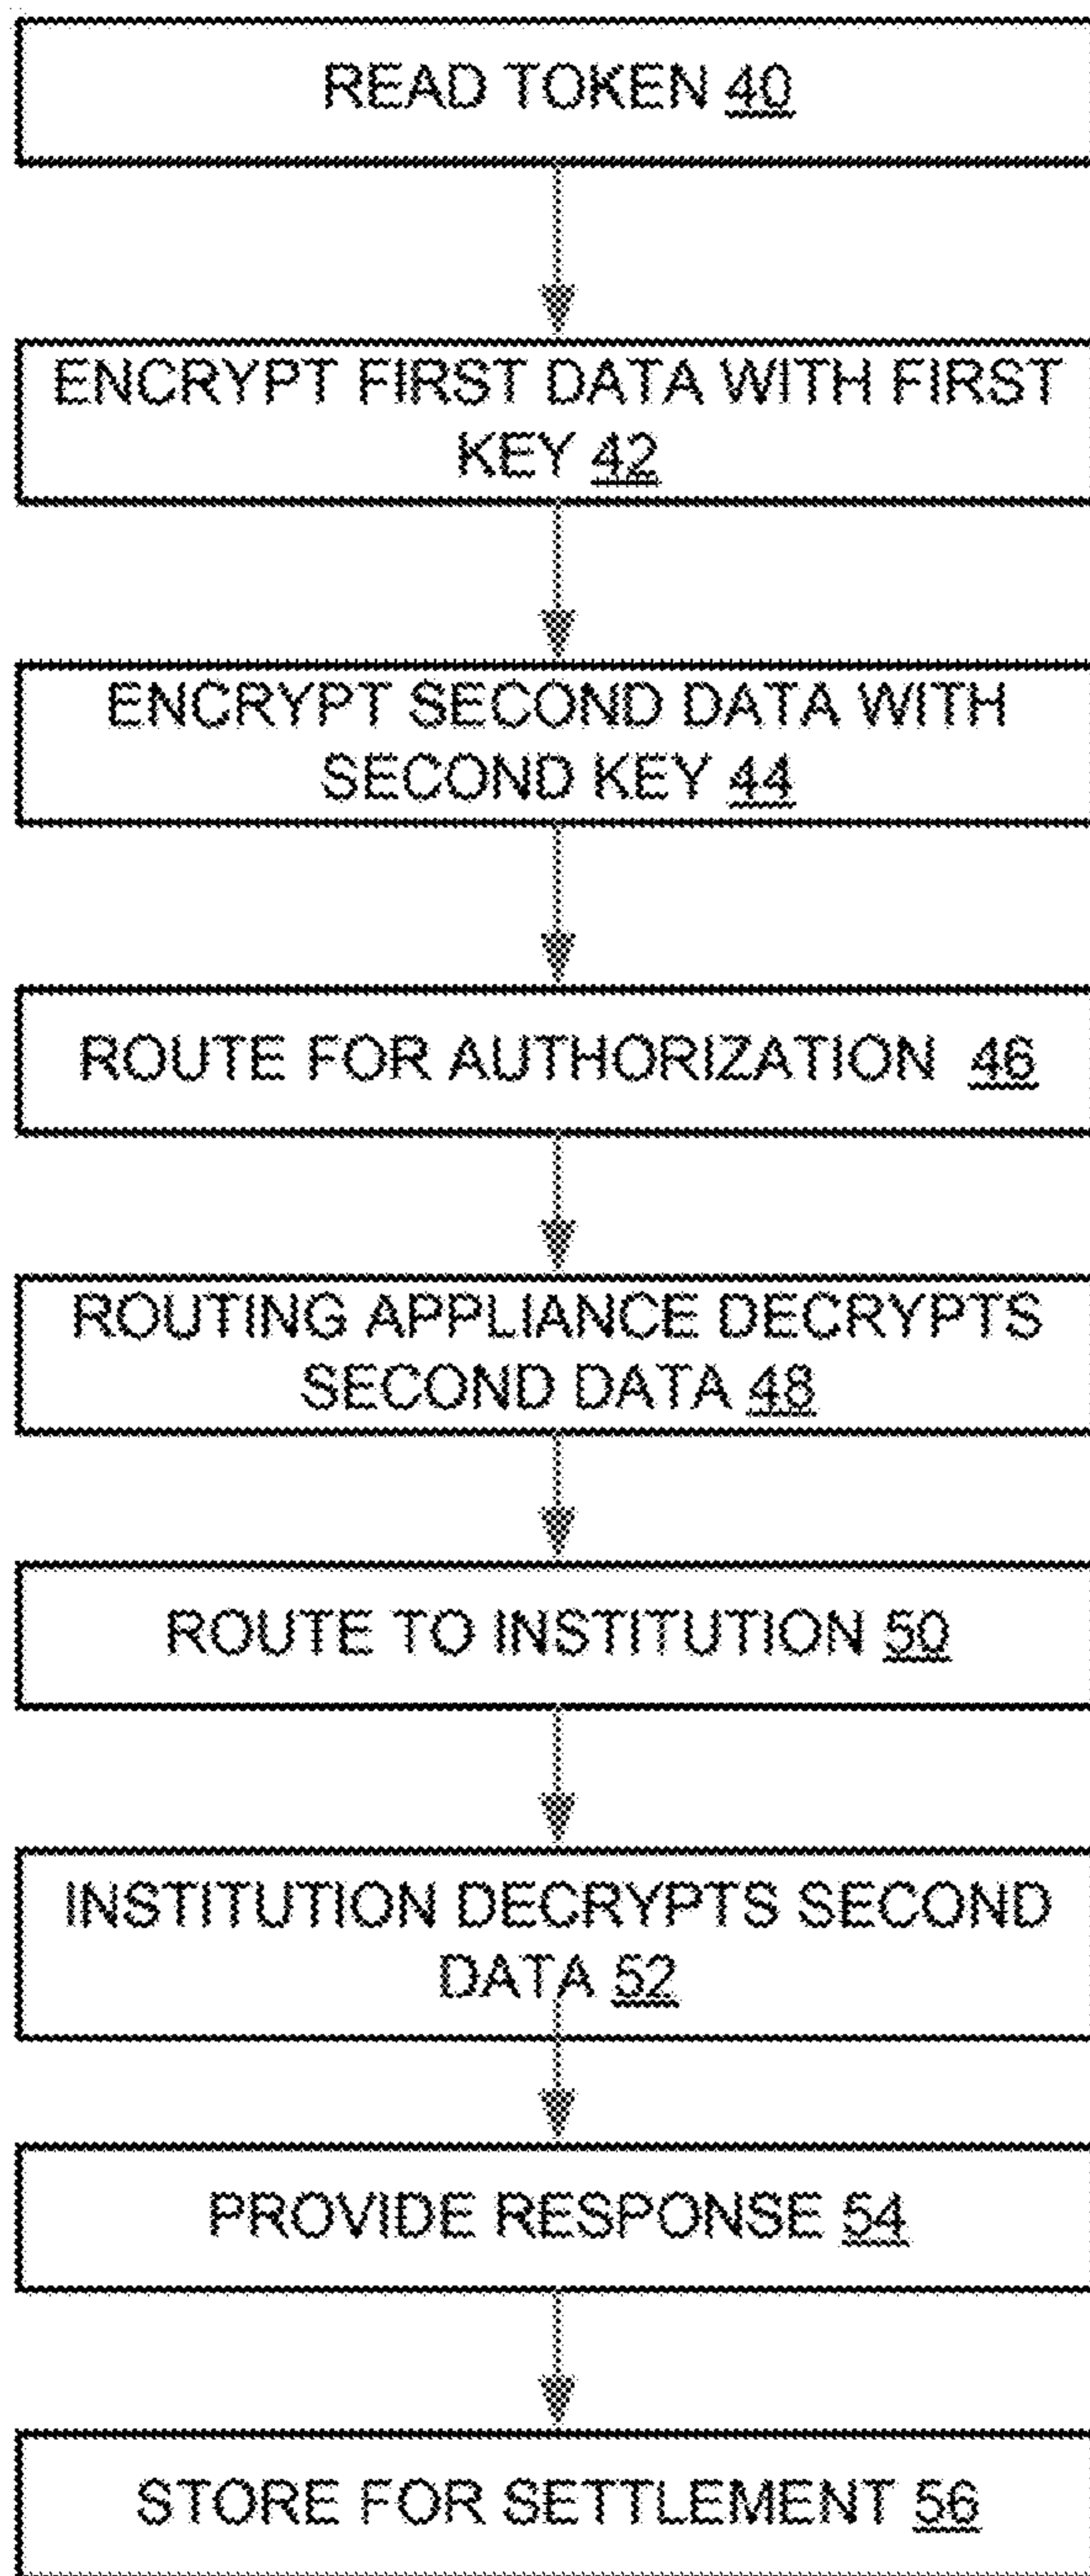 READ TOKEN 40
ENCRYPT FIRST DATA WITH FIRST
KEY 42
ENCRYPT SECOND DATA WITH
SECOND KEY 44
ROUTE FOR AUTHORIZATION 46
ROUTING APPLIANCE DECRYPTS
SECOND DATA 48
ROUTE TO INSTITUTION 50
INSTITUTION DECRYPTS SECOND
DATA 52
PROVIDE RESPONSE 54
STORE FOR SETTLEMENT 56